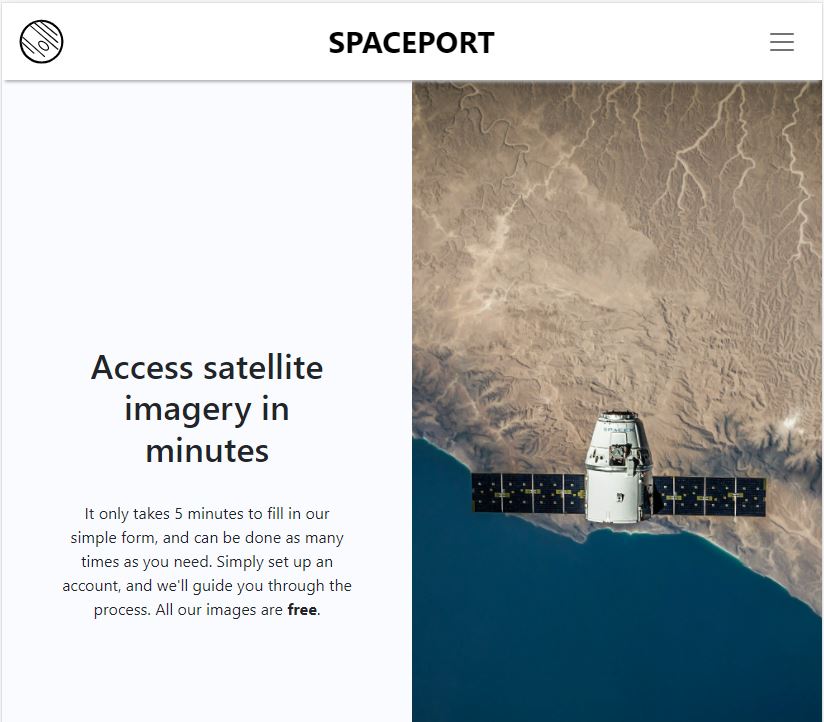 SPACEPORT
Access satellite
imagery in
minutes
It only takes 5 minutes to fill in our
simple form, and can be done as many
times as you need. Simply set up an
account, and we'll guide you through the
process. All our images are free.
SPACEX